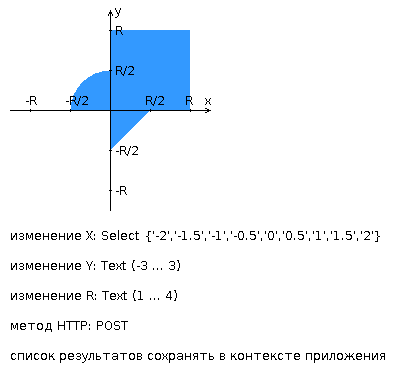 y
R
R/2
-R -R/2 R/2 R x
-R/2
-R
изменение X: Select {'-2','-1.5','-1','-0.5','0','0.5','1','1.5','2'}
изменение Y: Text (-3 ... 3)
изменение R: Text (1 ... 4)
метод HTTP: POST
список результатов сохранять в контексте приложения